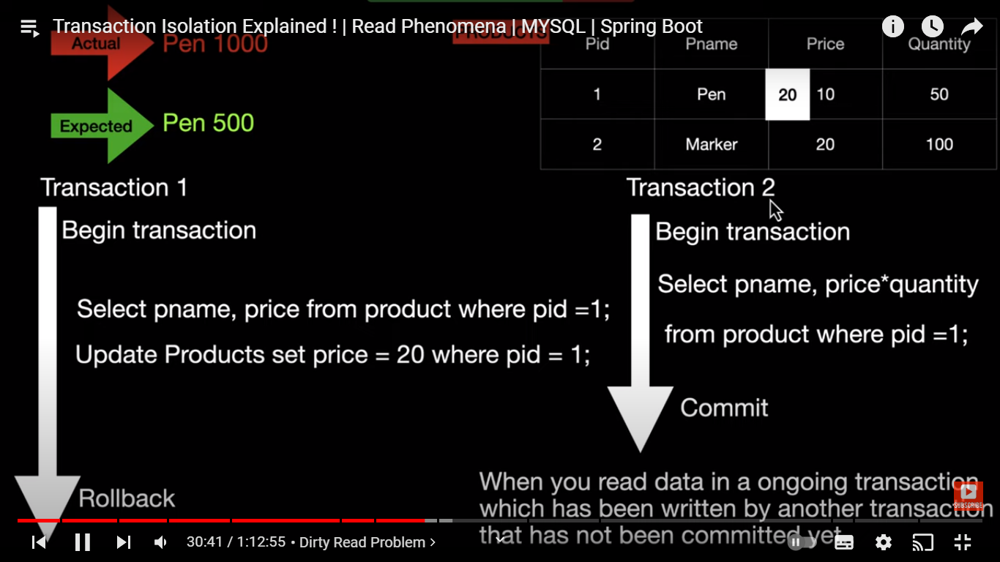 Transaction Isolation Explained ! | Read Phenomena | MYSQL | Spring Boot
Actual
Pen 1000
PRODUCTS
Pid Pname Price Quantity
1 Pen 20 10 50
2 Marker 20 100
Expected
Pen 500
Transaction 1
Begin transaction
Select pname, price from product where pid =1;
Update Products set price = 20 where pid = 1;
Rollback
Transaction 2
Begin transaction
Select pname, price*quantity
from product where pid =1;
Commit
When you read data in a ongoing transaction
which has been written by another transaction
that has not been committed yet
SUBSCRIBE
30:41 / 1:12:55 • Dirty Read Problem >